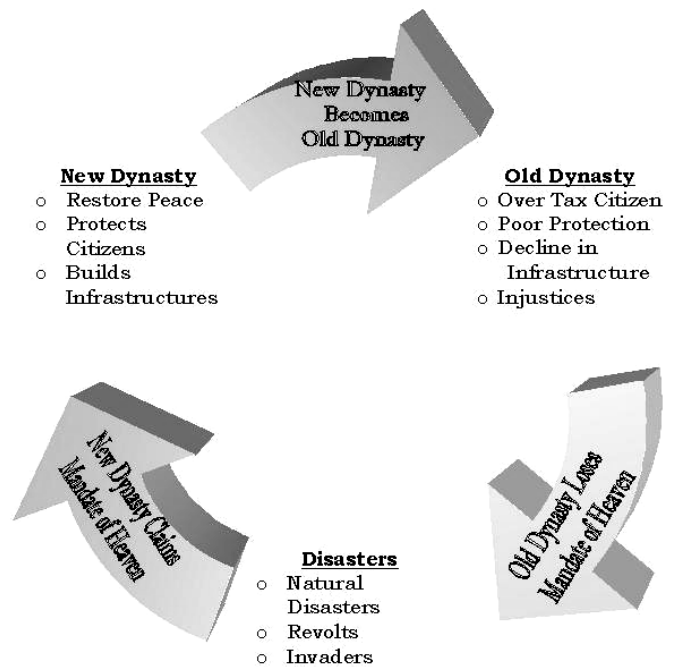 New Dynasty
Becomes
Old Dynasty
New Dynasty
o Restore Peace
o Protects
Citizens
o Builds
Infrastructures
Old Dynasty
o Over Tax Citizen
o Poor Protection
o Decline in
Infrastructure
o Injustices
Old Dynasty Loses
Mandate of Heaven
Disasters
o Natural
Disasters
o Revolts
o Invaders
New Dynasty Claims
Mandate of Heaven